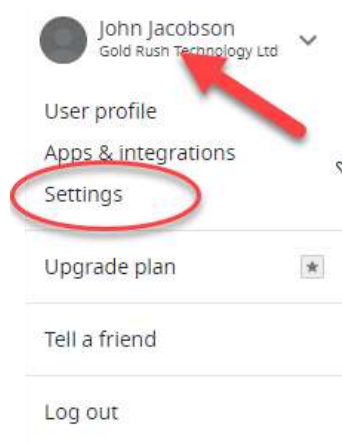 John Jacobson
Gold Rush Technology Ltd
User profile
Apps & integrations
Settings
Upgrade plan
Tell a friend
Log out